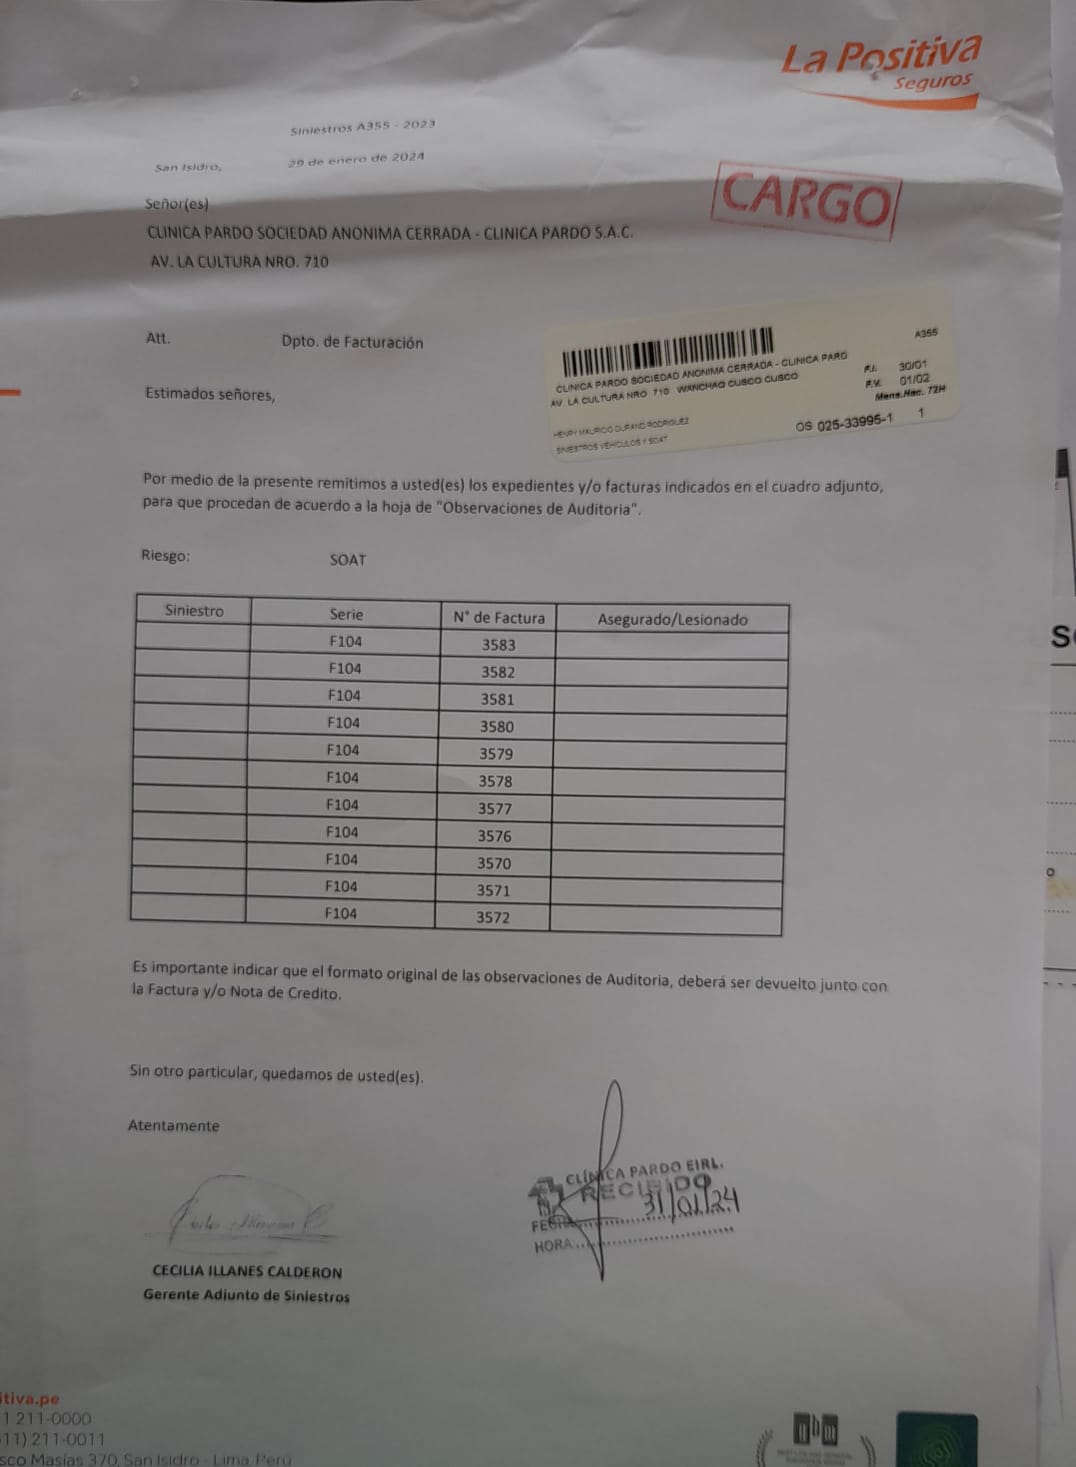 La Positiva
Seguros
Siniestros A355 - 2023
San Isidro, 29 de enero de 2024
CARGO
Señor(es)
CLINICA PARDO SOCIEDAD ANONIMA CERRADA - CLINICA PARDO S.A.C.
AV. LA CULTURA NRO. 710
Att. Dpto. de Facturación
A355
CLINICA PARDO SOCIEDAD ANONIMA CERRADA - CLINICA PARD
AV. LA CULTURA NRO. 710 WANCHAQ CUSCO CUSCO
F.I. 30/01
F.V. 01/02
Mens.Nac. 72H
HENRY MAURICIO DURAND RODRIGUEZ
SINIESTROS VEHICULOS Y SOAT
OS 025-33995-1 1
Estimados señores,
Por medio de la presente remitimos a usted(es) los expedientes y/o facturas indicados en el cuadro adjunto,
para que procedan de acuerdo a la hoja de "Observaciones de Auditoria".
Riesgo: SOAT
Siniestro Serie N° de Factura Asegurado/Lesionado
F104 3583
F104 3582
F104 3581
F104 3580
F104 3579
F104 3578
F104 3577
F104 3576
F104 3570
F104 3571
F104 3572
Es importante indicar que el formato original de las observaciones de Auditoria, deberá ser devuelto junto con
la Factura y/o Nota de Credito.
Sin otro particular, quedamos de usted(es).
Atentamente
CLÍNICA PARDO EIRL.
RECIBIDO
FECHA 31/01/24
HORA
CECILIA ILLANES CALDERON
Gerente Adjunto de Siniestros
itiva.pe
1 211-0000
11) 211-0011
sco Masías 370, San Isidro - Lima, Perú